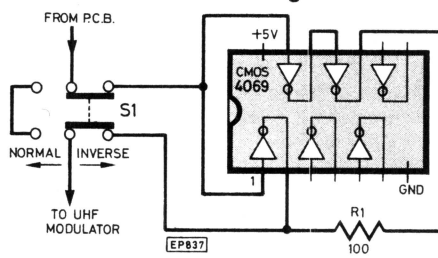 FROM P.C.B.
+5V
CMOS
4069
S1
NORMAL
INVERSE
1
GND
TO UHF
MODULATOR
EP837
R1
100